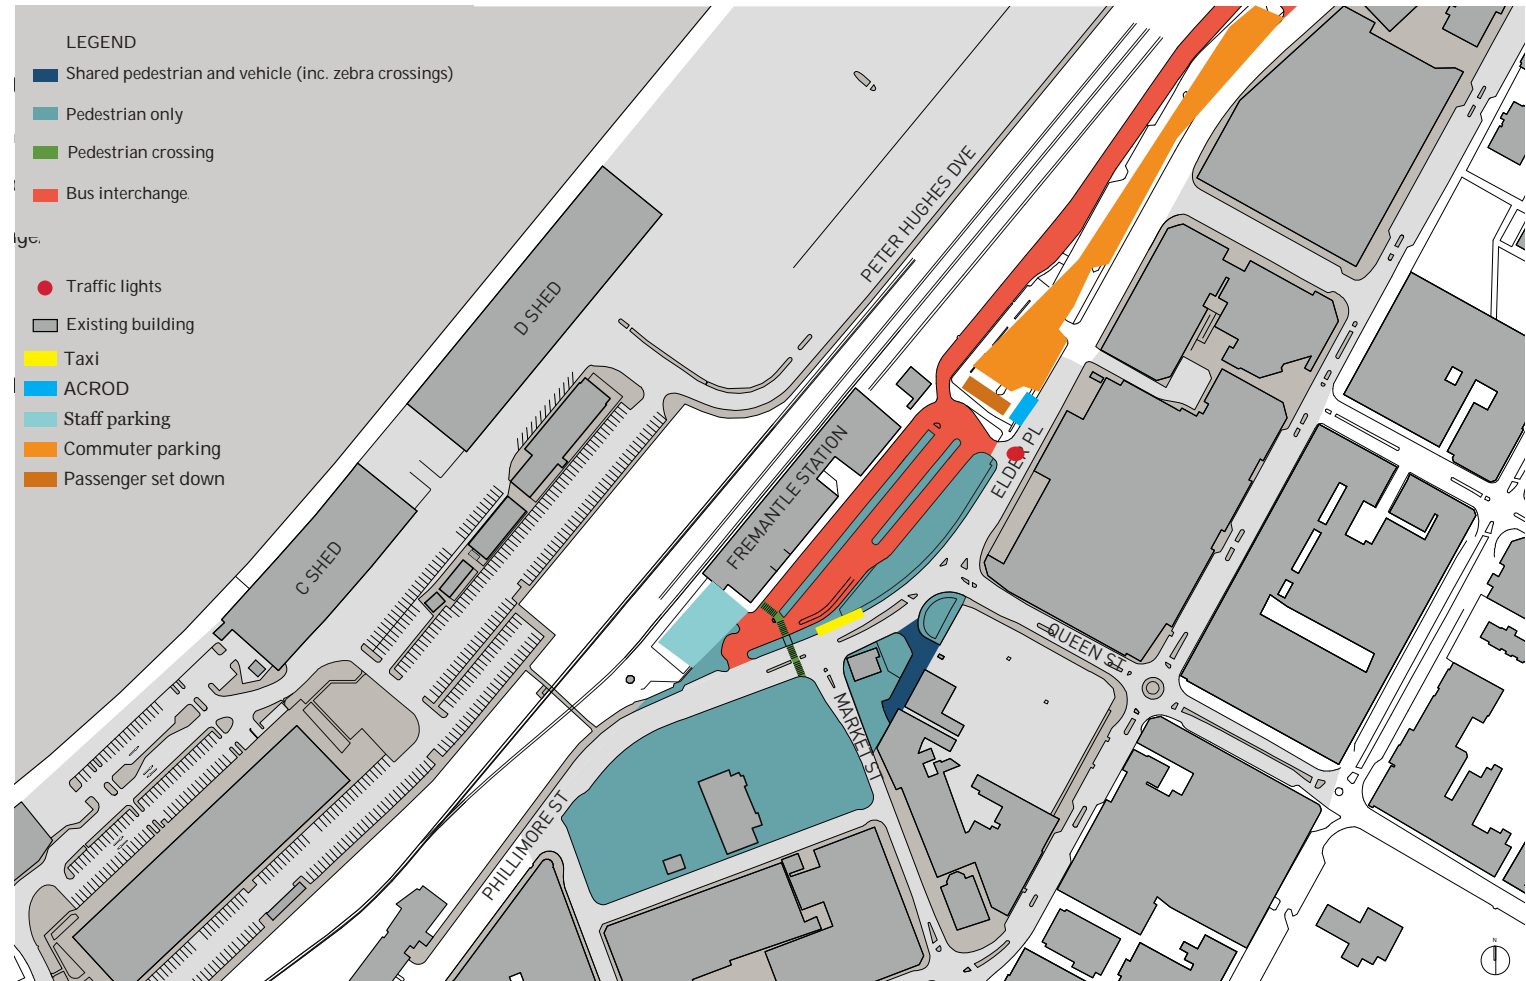 LEGEND
Shared pedestrian and vehicle (inc. zebra crossings)
Pedestrian only
Pedestrian crossing
Bus interchange
Traffic lights
Existing building
Taxi
ACROD
Staff parking
Commuter parking
Passenger set down
PETER HUGHES DVE
D SHED
C SHED
FREMANTLE STATION
ELDER PL
QUEEN ST
MARKET ST
PHILLIMORE ST
N